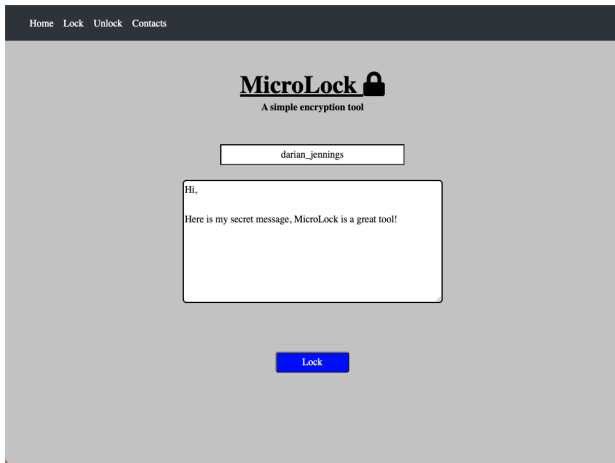 Home Lock Unlock Contacts
MicroLock
A simple encryption tool
darian_jennings
Hi,
Here is my secret message, MicroLock is a great tool!
Lock